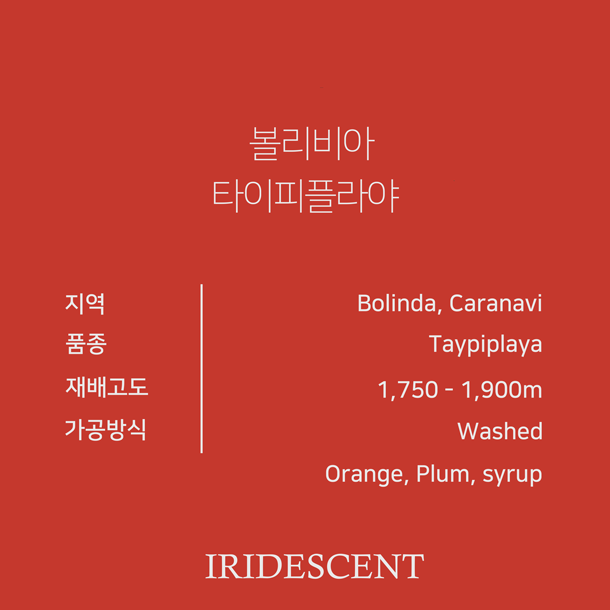 볼리비아
타이피플라야
지역 Bolinda, Caranavi
품종 Taypiplaya
재배고도 1,750 - 1,900m
가공방식 Washed
Orange, Plum, syrup
IRIDESCENT